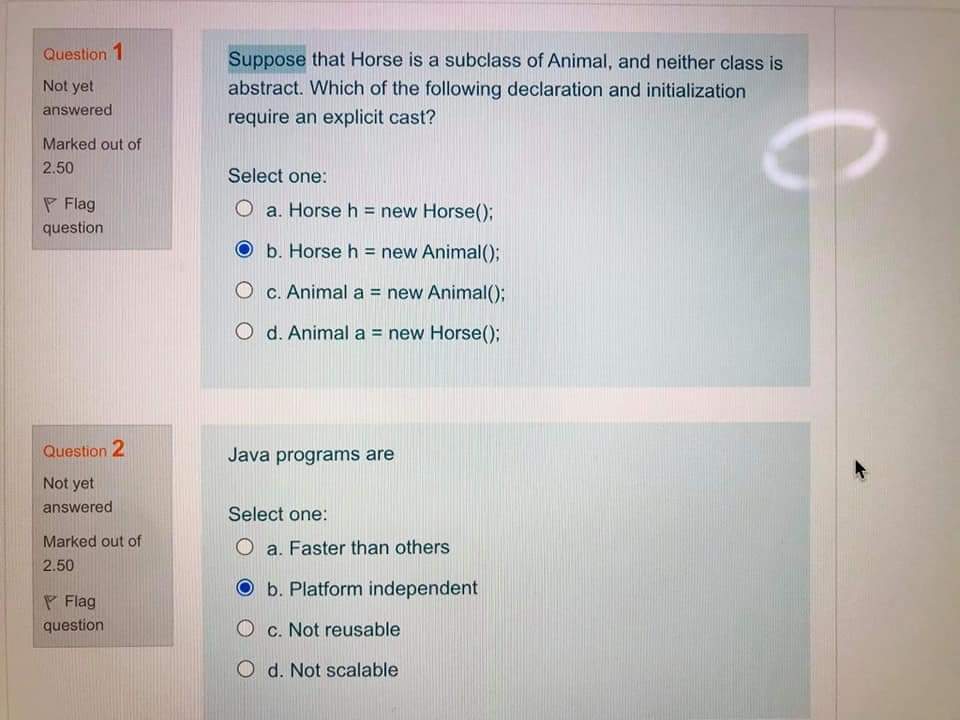 Question 1
Not yet
answered
Marked out of
2.50
Flag
question
Suppose that Horse is a subclass of Animal, and neither class is
abstract. Which of the following declaration and initialization
require an explicit cast?
Select one:
a. Horse h = new Horse();
b. Horse h = new Animal();
c. Animal a = new Animal();
d. Animal a = new Horse();
Question 2
Not yet
answered
Marked out of
2.50
Flag
question
Java programs are
Select one:
a. Faster than others
b. Platform independent
c. Not reusable
d. Not scalable